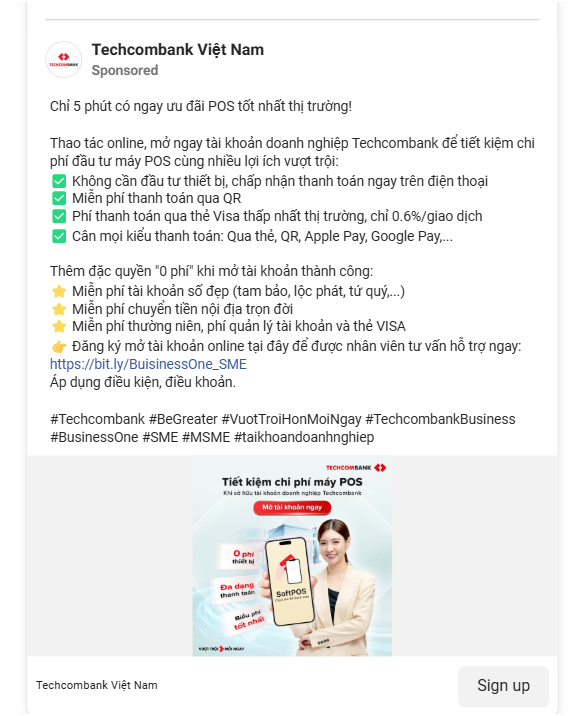 TECHCOMBANK
Techcombank Việt Nam
Sponsored
Chỉ 5 phút có ngay ưu đãi POS tốt nhất thị trường!
Thao tác online, mở ngay tài khoản doanh nghiệp Techcombank để tiết kiệm chi
phí đầu tư máy POS cùng nhiều lợi ích vượt trội:
✅ Không cần đầu tư thiết bị, chấp nhận thanh toán ngay trên điện thoại
✅ Miễn phí thanh toán qua QR
✅ Phí thanh toán qua thẻ Visa thấp nhất thị trường, chỉ 0.6%/giao dịch
✅ Cân mọi kiểu thanh toán: Qua thẻ, QR, Apple Pay, Google Pay,...
Thêm đặc quyền "0 phí" khi mở tài khoản thành công:
⭐ Miễn phí tài khoản số đẹp (tam bảo, lộc phát, tứ quý,...)
⭐ Miễn phí chuyển tiền nội địa trọn đời
⭐ Miễn phí thường niên, phí quản lý tài khoản và thẻ VISA
👉 Đăng ký mở tài khoản online tại đây để được nhân viên tư vấn hỗ trợ ngay:
https://bit.ly/BuisinessOne_SME
Áp dụng điều kiện, điều khoản.
#Techcombank #BeGreater #VuotTroiHonMoiNgay #TechcombankBusiness
#BusinessOne #SME #MSME #taikhoandoanhnghiep
TECHCOMBANK
Tiết kiệm chi phí máy POS
Khi sở hữu tài khoản doanh nghiệp Techcombank
Mở tài khoản ngay
0 phí
thiết bị
Đa dạng
thanh toán
Biểu phí
tốt nhất
SoftPOS
VƯỢT TRỘI MỖI NGÀY
Techcombank Việt Nam
Sign up